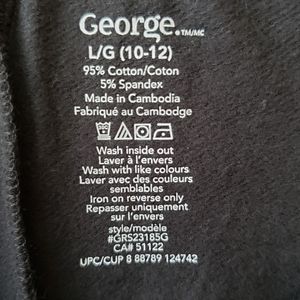 George.™/MC
L/G (10-12)
95% Cotton/Coton
5% Spandex
Made in Cambodia
Fabriqué au Cambodge
Wash inside out
Laver à l'envers
Wash with like colours
Laver avec des couleurs
semblables
Iron on reverse only
Repasser uniquement
sur l'envers
style/modèle
#GRS23185G
CA# 51122
UPC/CUP 8 88789 124742